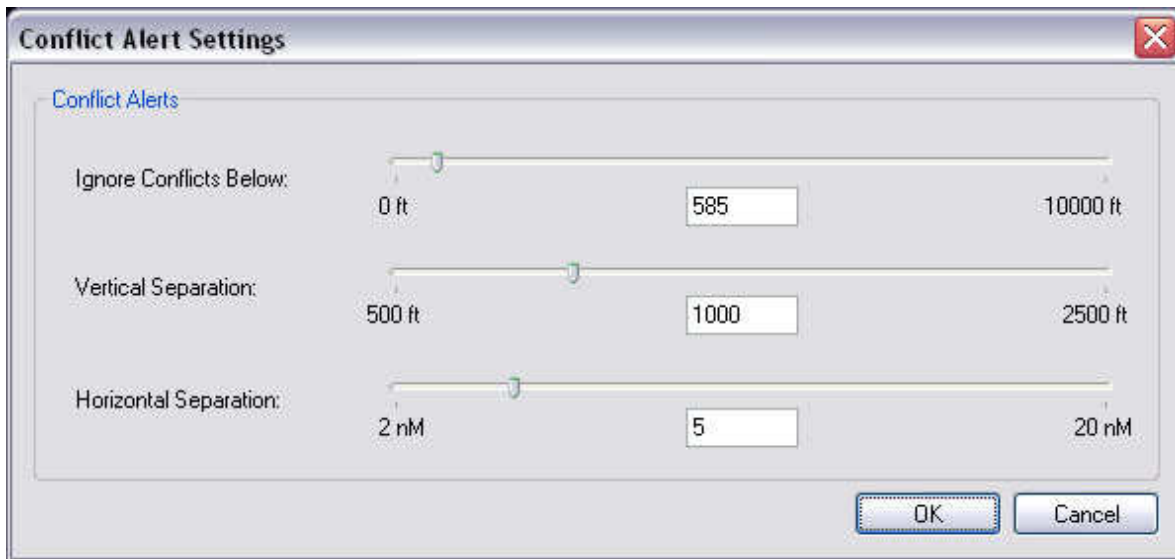 Conflict Alert Settings
Conflict Alerts
Ignore Conflicts Below:
0 ft
585
10000 ft
Vertical Separation:
500 ft
1000
2500 ft
Horizontal Separation:
2 nM
5
20 nM
OK
Cancel